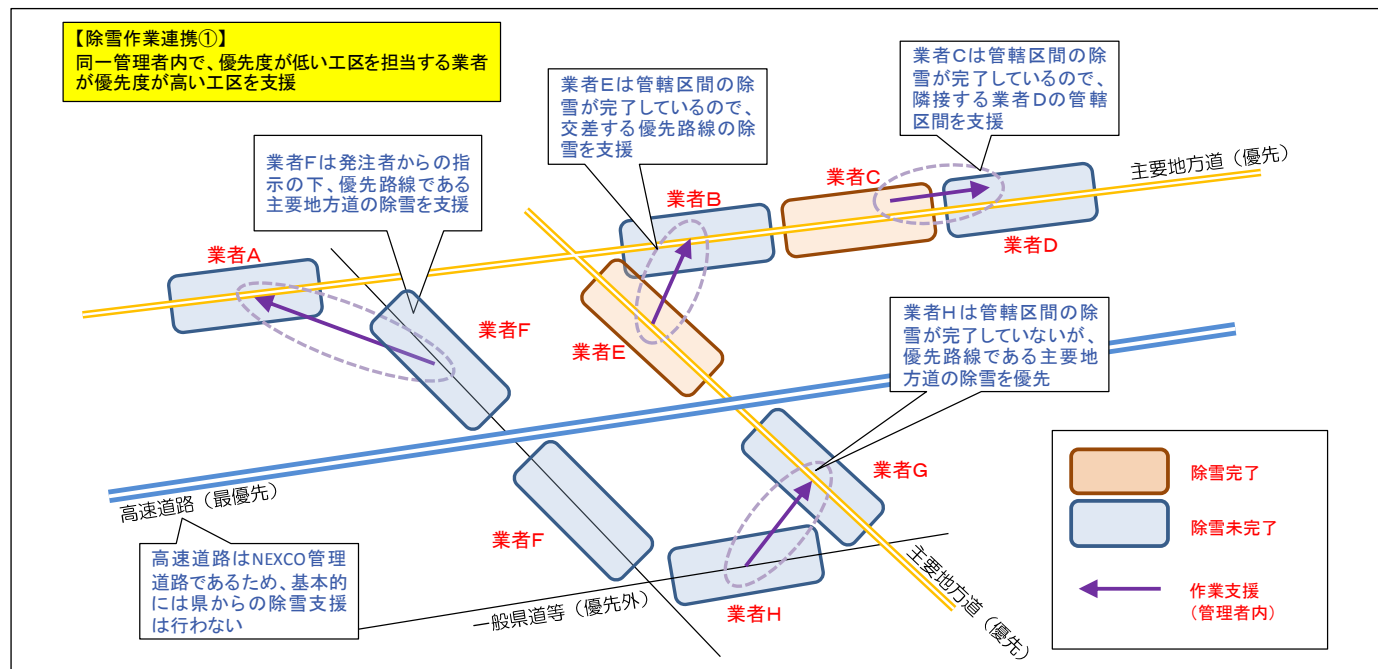 【除雪作業連携①】
同一管理者内で、優先度が低い工区を担当する業者
が優先度が高い工区を支援
業者Fは発注者からの指
示の下、優先路線である
主要地方道の除雪を支援
業者Eは管轄区間の除
雪が完了しているので、
交差する優先路線の除
雪を支援
業者Cは管轄区間の除
雪が完了しているので、
隣接する業者Dの管轄
区間を支援
主要地方道（優先）
業者A
業者B
業者C
業者D
業者F
業者E
業者Hは管轄区間の除
雪が完了していないが、
優先路線である主要地
方道の除雪を優先
業者G
高速道路（最優先）
業者F
高速道路はNEXCO管理
道路であるため、基本的
には県からの除雪支援
は行わない
一般県道等（優先外）
業者H
主要地方道（優先）
除雪完了
除雪未完了
作業支援
（管理者内）